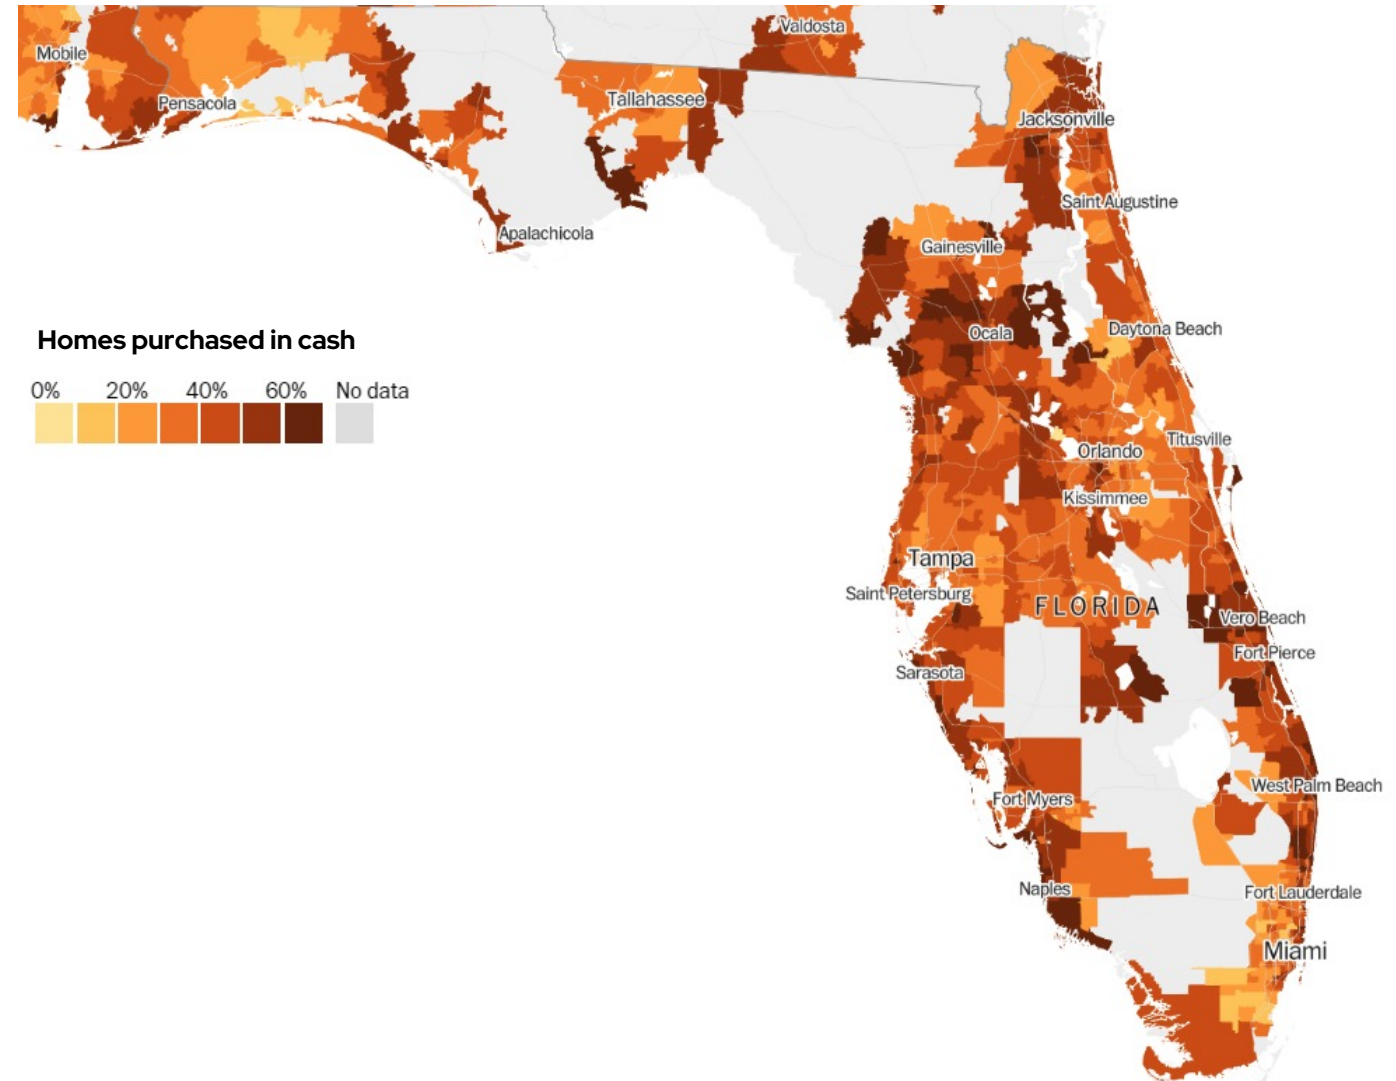 Valdosta
Mobile
Pensacola
Tallahassee
Jacksonville
Saint Augustine
Apalachicola
Gainesville
Homes purchased in cash
Ocala
Daytona Beach
0% 20% 40% 60% No data
Titusville
Orlando
Kissimmee
Tampa
Saint Petersburg
FLORIDA
Vero Beach
Fort Pierce
Sarasota
West Palm Beach
Fort Myers
Naples
Fort Lauderdale
Miami